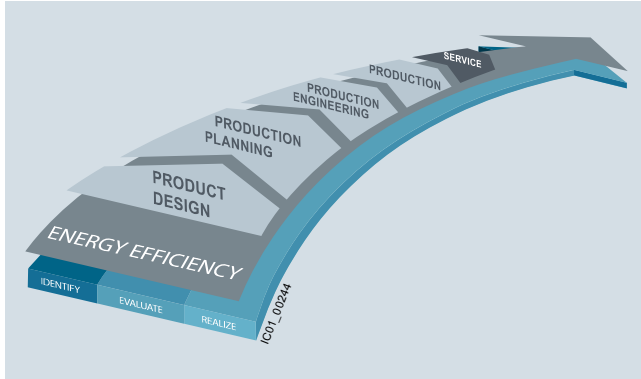 SERVICE
PRODUCTION
PRODUCTION
ENGINEERING
PRODUCTION
PLANNING
PRODUCT
DESIGN
ENERGY EFFICIENCY
IDENTIFY
EVALUATE
REALIZE
IC01_00244